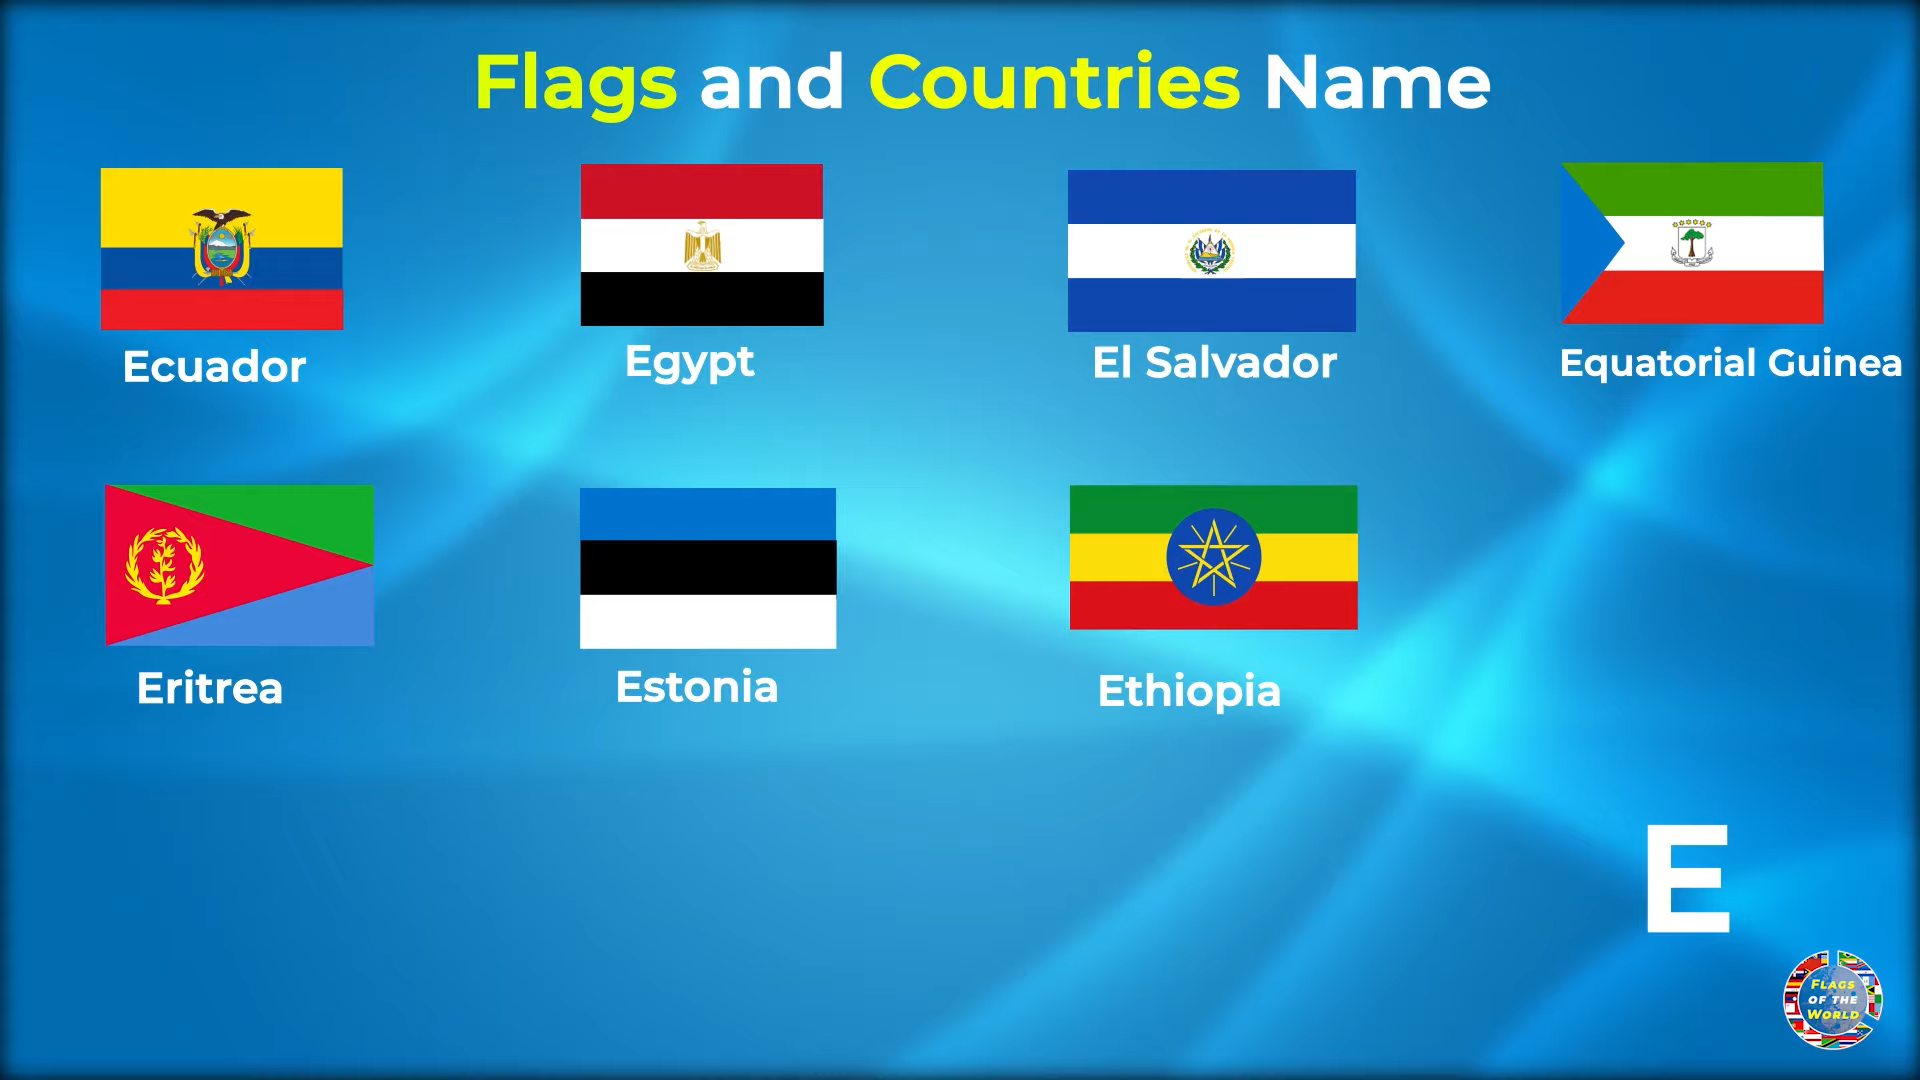 Flags and Countries Name
Ecuador
Egypt
El Salvador
Equatorial Guinea
Eritrea
Estonia
Ethiopia
E
FLAGS
OF THE
WORLD